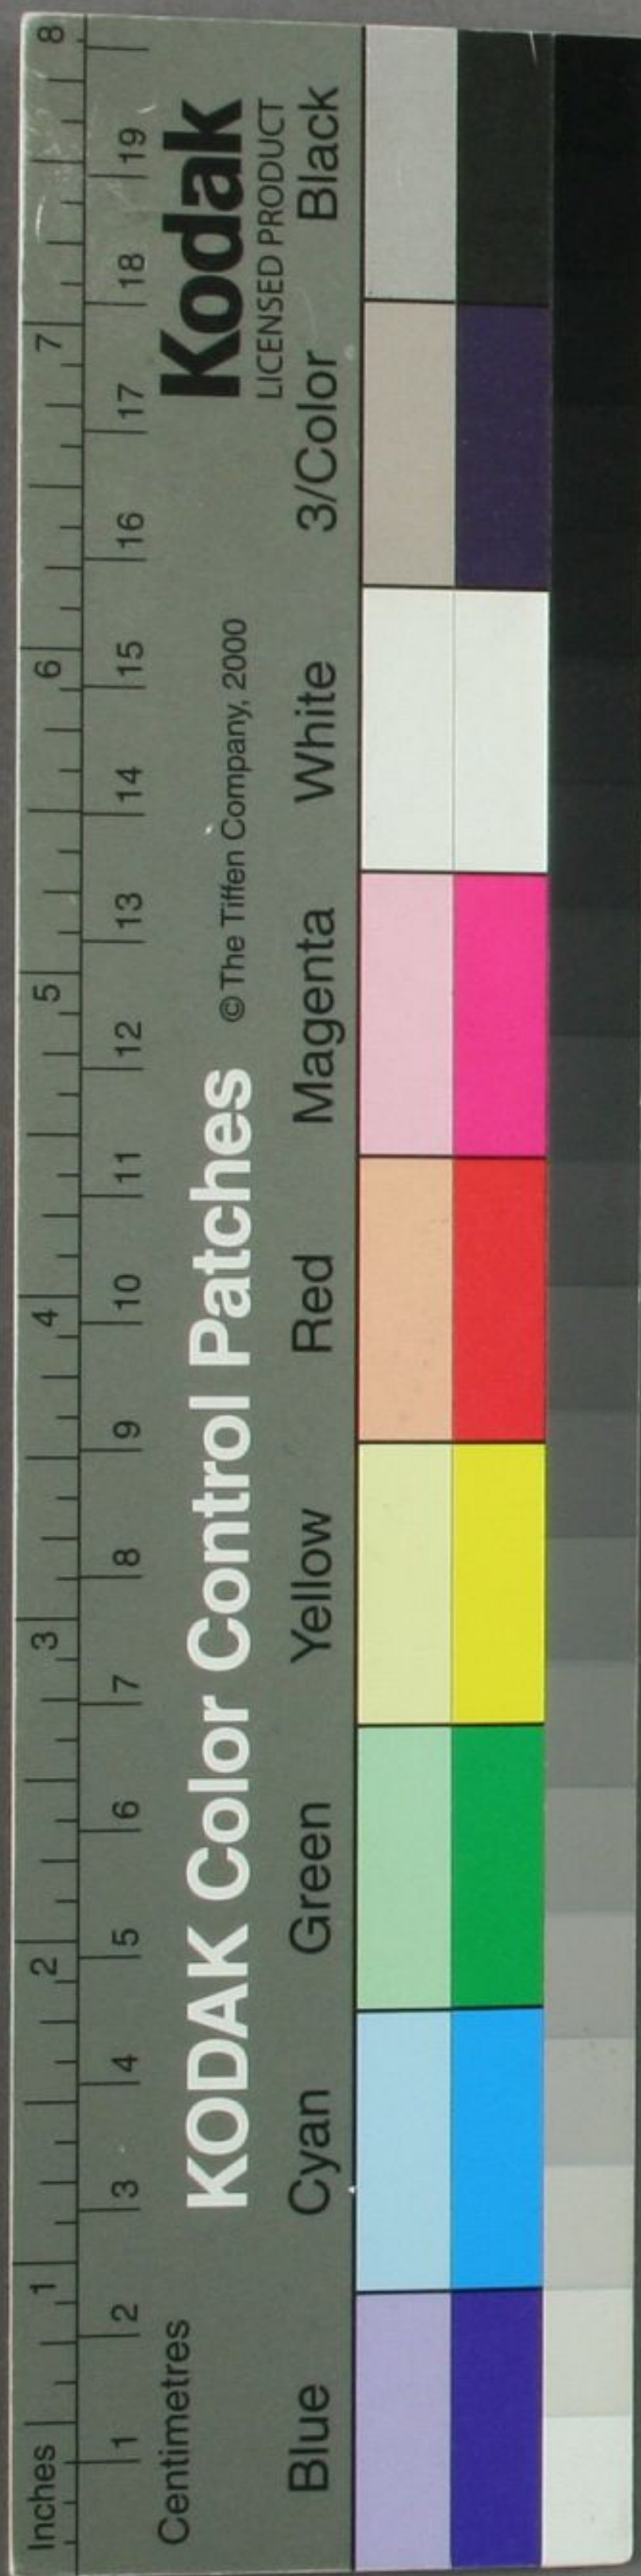 Inches 1 2 3 4 5 6 7 8
Centimetres 1 2 3 4 5 6 7 8 9 10 11 12 13 14 15 16 17 18 19
KODAK Color Control Patches © The Tiffen Company, 2000 Kodak
LICENSED PRODUCT
Blue Cyan Green Yellow Red Magenta White 3/Color Black